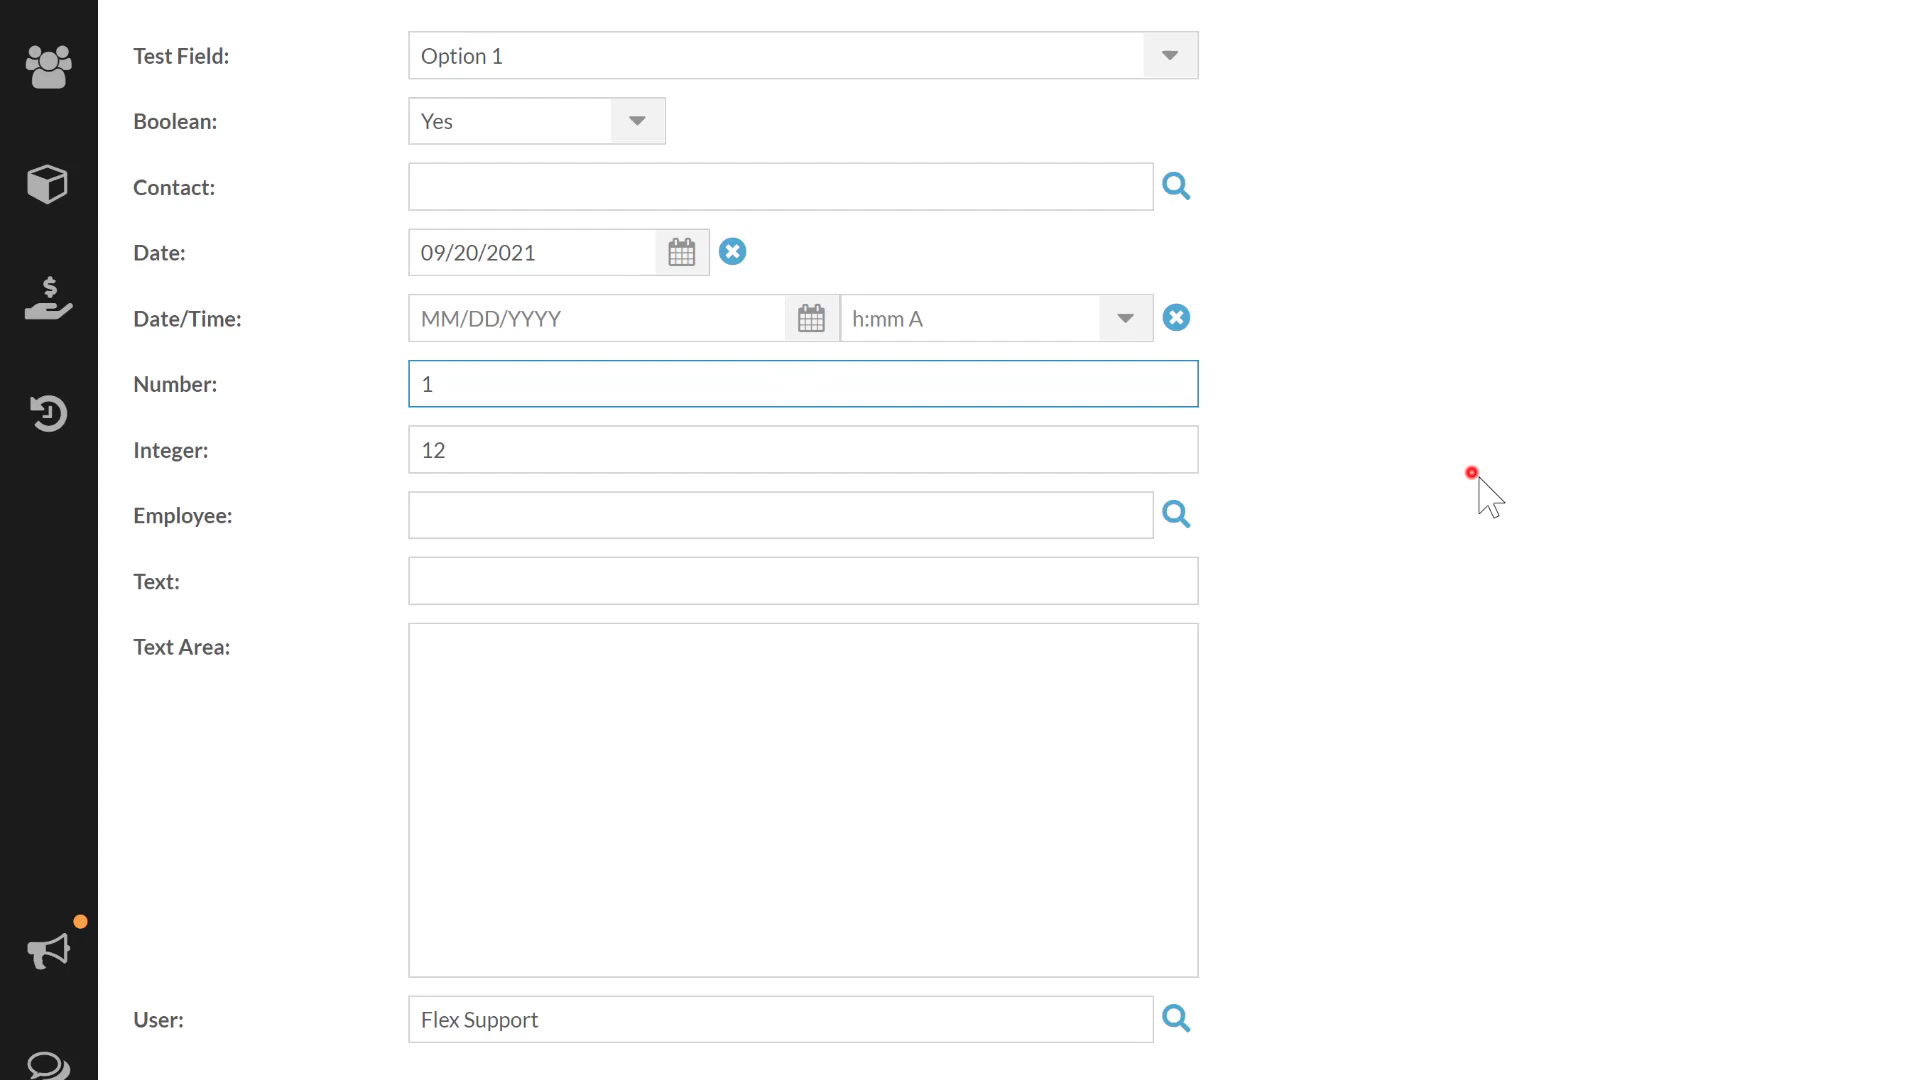 Test Field: Option 1
Boolean: Yes
Contact:
Date: 09/20/2021
Date/Time: MM/DD/YYYY h:mm A
Number: 1
Integer: 12
Employee:
Text:
Text Area:
User: Flex Support